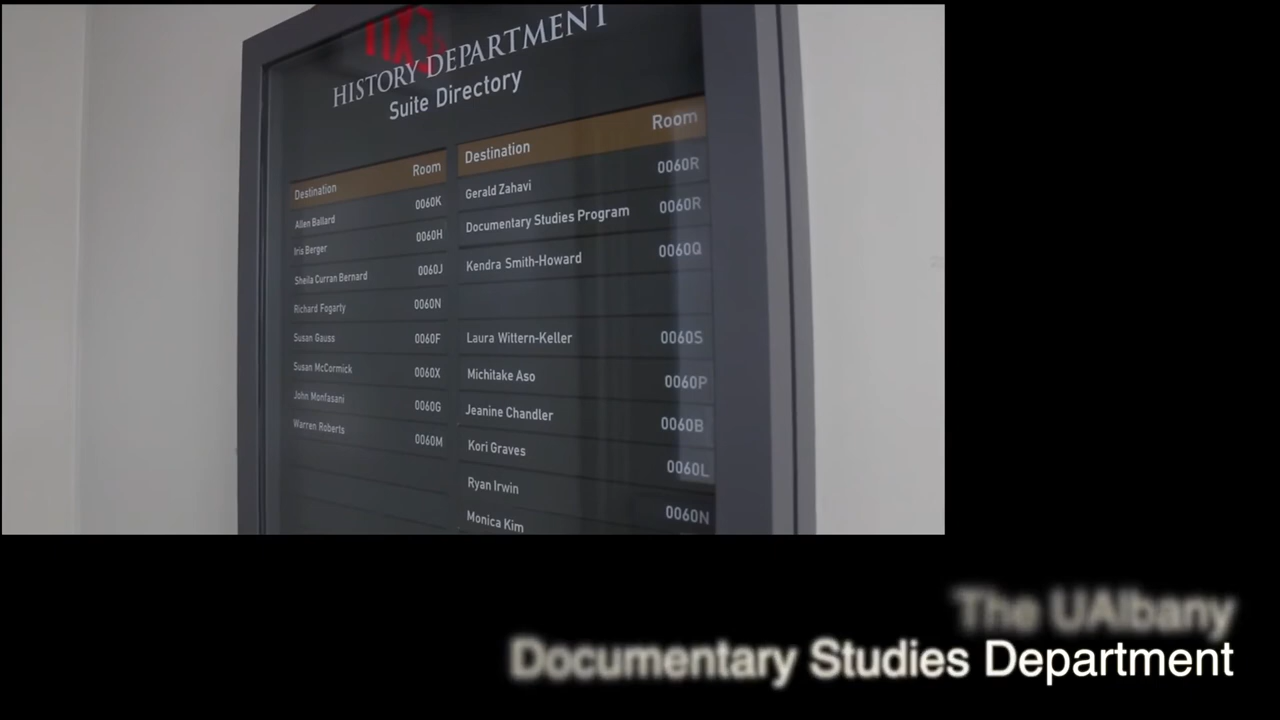 HISTORY DEPARTMENT
Suite Directory
Destination Room
Allen Ballard 0060K
Iris Berger 0060H
Sheila Curran Bernard 0060J
Richard Fogarty 0060N
Susan Gauss 0060F
Susan McCormick 0060X
John Monfasani 0060G
Warren Roberts 0060M
Destination Room
Gerald Zahavi 0060R
Documentary Studies Program 0060R
Kendra Smith-Howard 0060Q
Laura Wittern-Keller 0060S
Michitake Aso 0060P
Jeanine Chandler 0060B
Kori Graves 0060L
Ryan Irwin 0060N
Monica Kim
The UAlbany
Documentary Studies Department